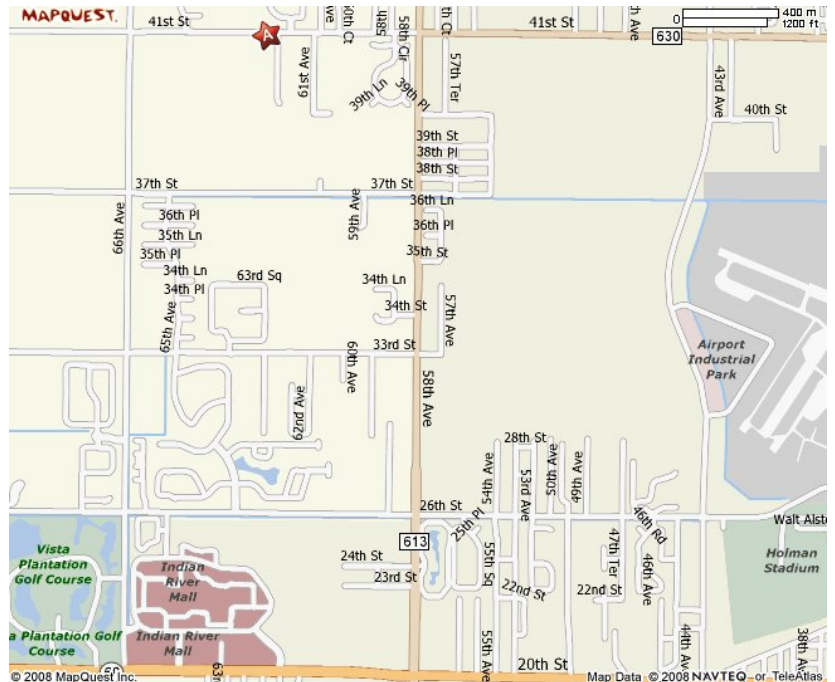 MAPQUEST.
400 m
0
1200 ft
41st St
41st St
A
630
61st Ave
60th Ct
58th Cir
57th Ter
39th Ln
39th Pl
43rd Ave
40th St
39th St
38th Pl
38th St
37th St
37th St
66th Ave
59th Ave
36th Ln
36th Pl
36th Pl
35th Ln
35th St
35th Pl
34th Ln
34th Pl
63rd Sq
34th Ln
34th St
57th Ave
65th Ave
33rd St
60th Ave
62nd Ave
58th Ave
Airport
Industrial
Park
28th St
54th Ave
53rd Ave
50th Ave
49th Ave
26th St
25th Pl
46th Rd
Walt Alst
613
24th St
23rd St
55th Sq
22nd St
47th Ter
22nd St
46th Ave
Holman
Stadium
Vista
Plantation
Golf Course
Indian
River
Mall
a Plantation Golf
Course
Indian River
Mall
55th Ave
44th Ave
38th
20th St
63rd
© 2008 MapQuest Inc.
Map Data © 2008 NAVTEQ or TeleAtlas